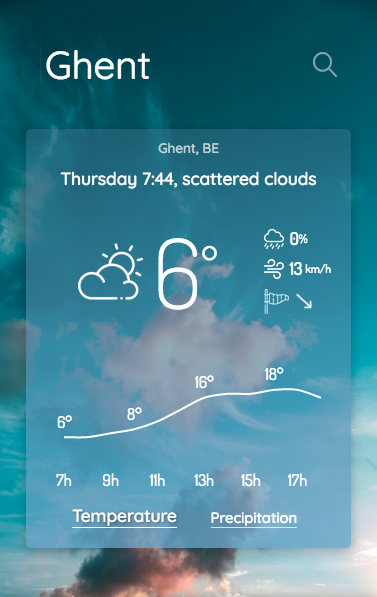 Ghent
Ghent, BE
Thursday 7:44, scattered clouds
6°
0%
13 km/h
6° 8° 16° 18°
7h 9h 11h 13h 15h 17h
Temperature Precipitation